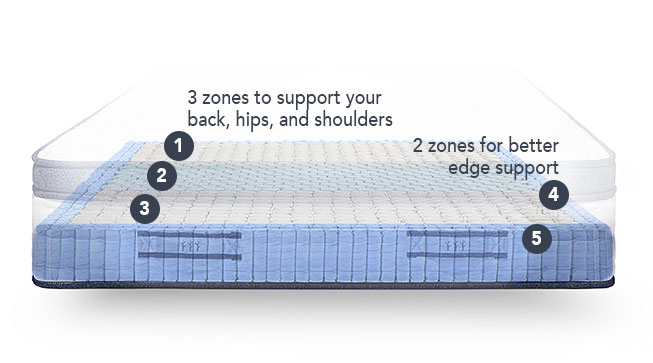 3 zones to support your
back, hips, and shoulders
1
2 zones for better
edge support
2
3
4
5